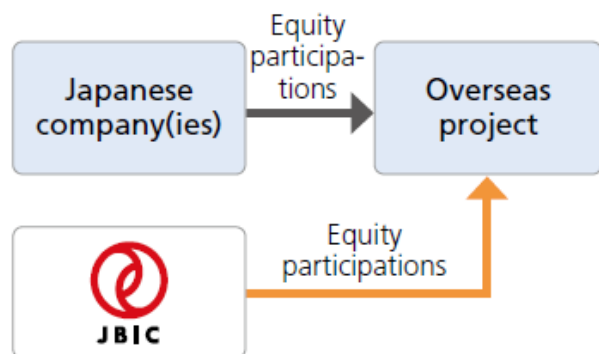 Equity
participa-
tions
Japanese
company(ies)
Overseas
project
Equity
participations
JBIC